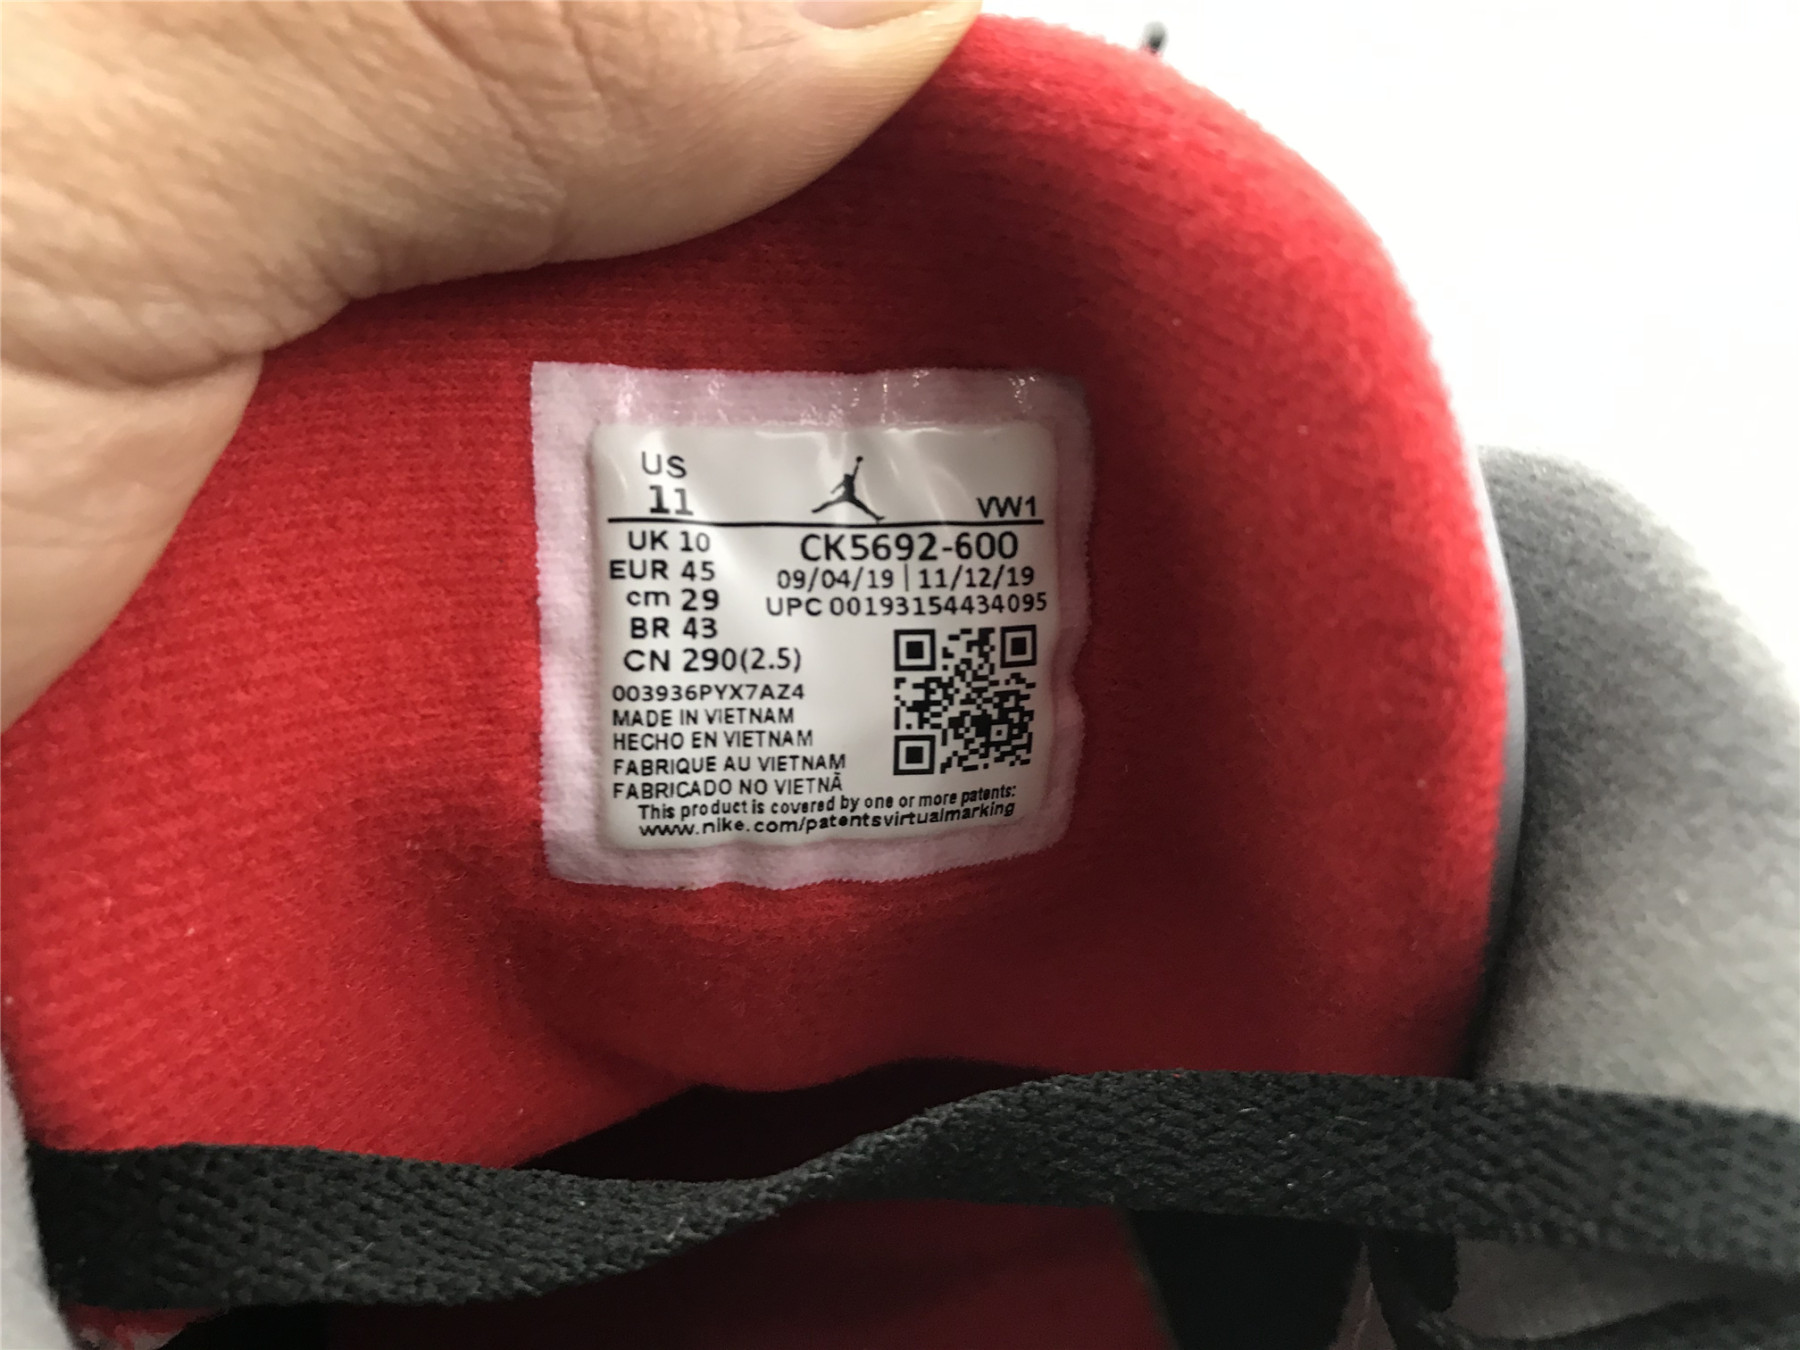 US
11
VW1
UK 10
CK5692-600
EUR 45
09/04/19 | 11/12/19
cm 29
UPC 00193154434095
BR 43
CN 290(2.5)
003936PYX7AZ4
MADE IN VIETNAM
HECHO EN VIETNAM
FABRIQUE AU VIETNAM
FABRICADO NO VIETNÃ
This product is covered by one or more patents:
www.nike.com/patentsvirtualmarking